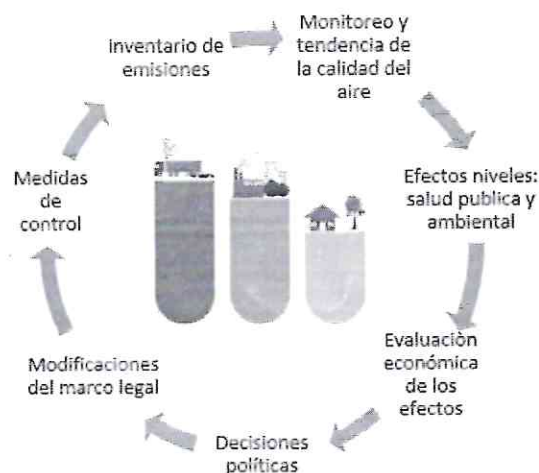 Inventario de
emisiones
Monitoreo y
tendencia de
la calidad del
aire
Efectos niveles:
salud publica y
ambiental
Evaluaciòn
económica
de los
efectos
Decisiones
políticas
Modificaciones
del marco legal
Medidas
de
control